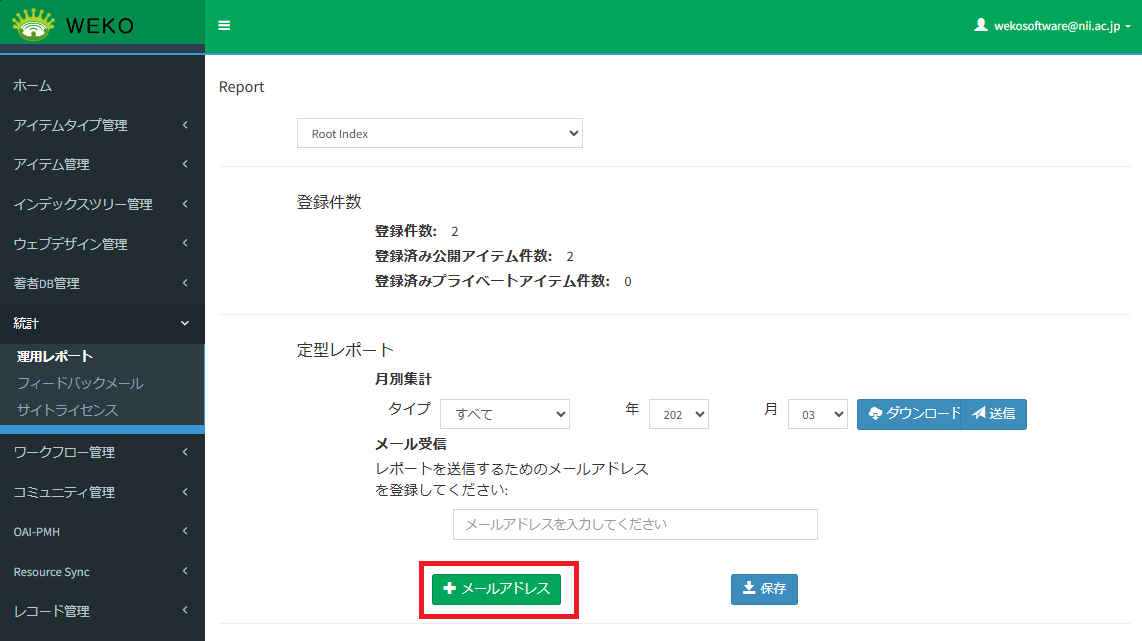 WEKO
wekosoftware@nii.ac.jp
ホーム
アイテムタイプ管理
アイテム管理
インデックスツリー管理
ウェブデザイン管理
著者DB管理
統計
運用レポート
フィードバックメール
サイトライセンス
ワークフロー管理
コミュニティ管理
OAI-PMH
Resource Sync
レコード管理
Report
Root Index
登録件数
登録件数: 2
登録済み公開アイテム件数: 2
登録済みプライベートアイテム件数: 0
定型レポート
月別集計
タイプ すべて 年 202 月 03 ダウンロード 送信
メール受信
レポートを送信するためのメールアドレス
を登録してください:
メールアドレスを入力してください
メールアドレス 保存